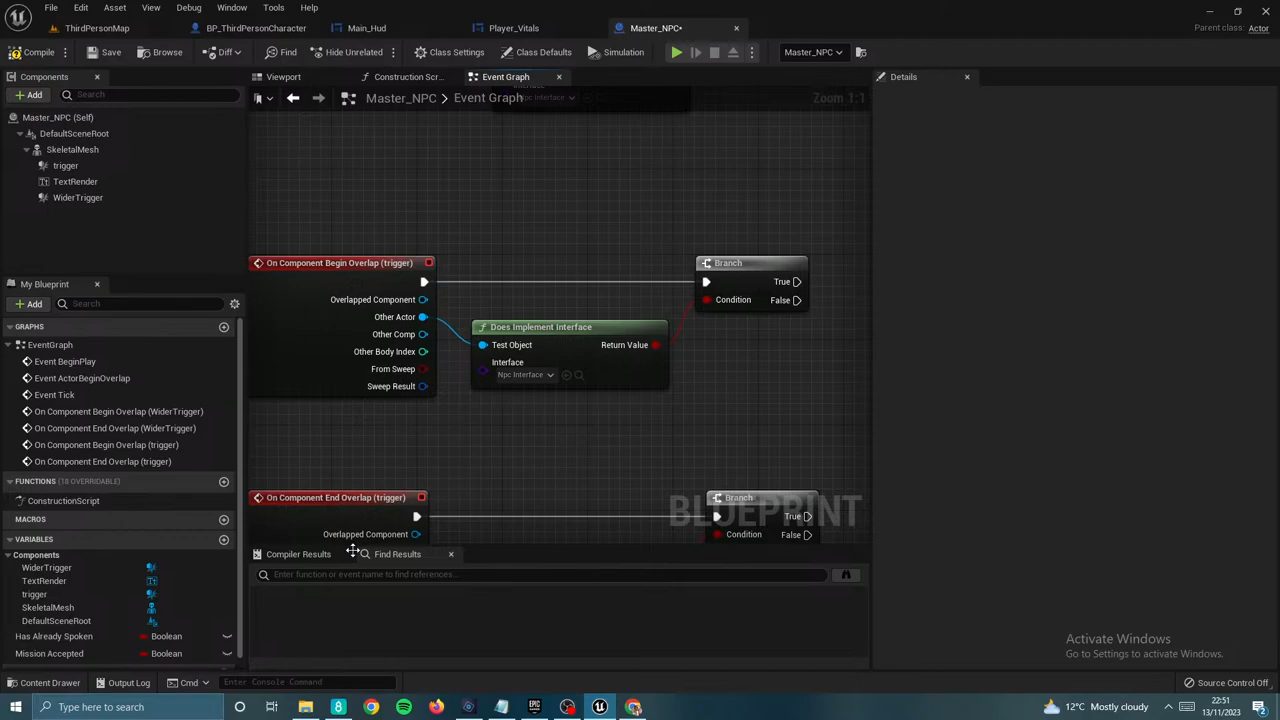 File Edit Asset View Debug Window Tools Help
ThirdPersonMap BP_ThirdPersonCharacter Main_Hud Player_Vitals Master_NPC•
Parent class: Actor
Compile Save Browse Diff Find Hide Unrelated Class Settings Class Defaults Simulation Master_NPC
Components
Add Search
Master_NPC (Self)
DefaultSceneRoot
SkeletalMesh
trigger
TextRender
WiderTrigger
My Blueprint
Add Search
GRAPHS
EventGraph
Event BeginPlay
Event ActorBeginOverlap
Event Tick
On Component Begin Overlap (WiderTrigger)
On Component End Overlap (WiderTrigger)
On Component Begin Overlap (trigger)
On Component End Overlap (trigger)
FUNCTIONS (18 OVERRIDABLE)
ConstructionScript
MACROS
VARIABLES
Components
WiderTrigger
TextRender
trigger
SkeletalMesh
DefaultSceneRoot
Has Already Spoken Boolean
Mission Accepted Boolean
Viewport Construction Scr... Event Graph
Interface
Npc Interface
Master_NPC > Event Graph
Zoom 1:1
On Component Begin Overlap (trigger)
Overlapped Component
Other Actor
Other Comp
Other Body Index
From Sweep
Sweep Result
Does Implement Interface
Test Object Return Value
Interface
Npc Interface
Branch
True
Condition False
On Component End Overlap (trigger)
Overlapped Component
Branch
True
Condition False
BLUEPRINT
Compiler Results Find Results
Enter function or event name to find references...
Details
Activate Windows
Go to Settings to activate Windows.
Content Drawer Output Log Cmd Enter Console Command Source Control Off
Type here to search
12°C Mostly cloudy
22:51
13/11/2023